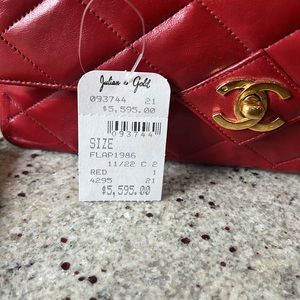 Julian & Gold
093744 21
$5,595.00
093744
SIZE
FLAP1986
11/22 C 2
RED 1
4295 21
$5,595.00